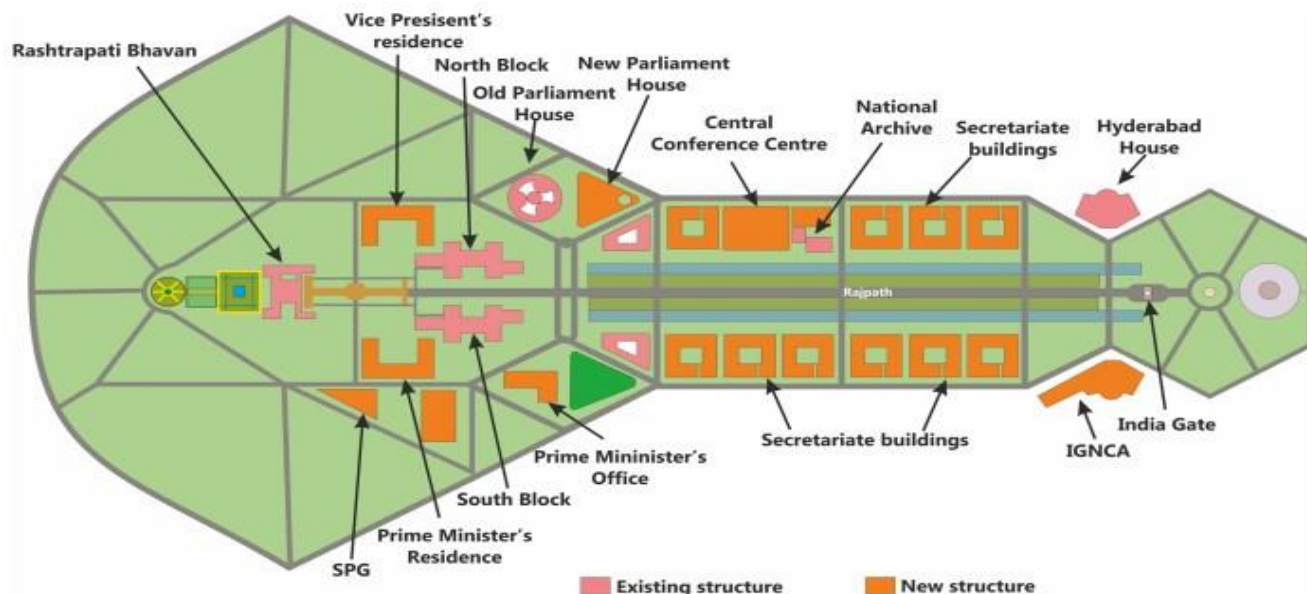 Vice Presisent's
residence
Rashtrapati Bhavan
North Block
New Parliament
House
Old Parliament
House
National
Archive
Central
Conference Centre
Secretariate
buildings
Hyderabad
House
Rajpath
India Gate
IGNCA
Secretariate buildings
Prime Mininister's
Office
South Block
Prime Minister's
Residence
SPG
Existing structure
New structure